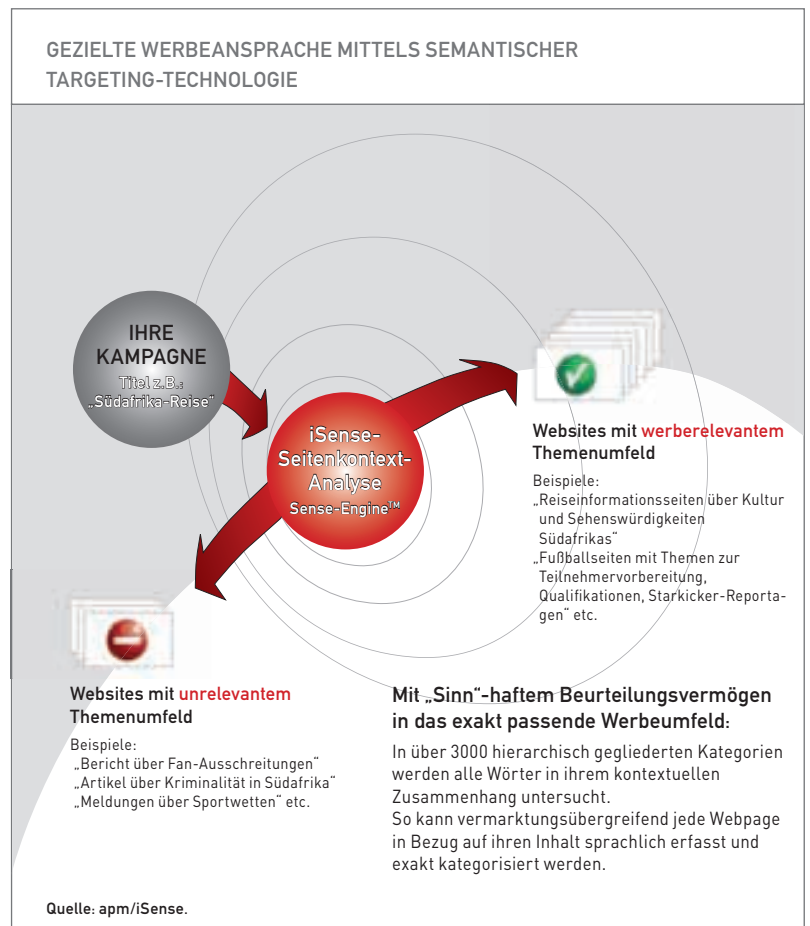 GEZIELTE WERBEANSPRACHE MITTELS SEMANTISCHER
TARGETING-TECHNOLOGIE
IHRE
KAMPAGNE
Titel z.B.:
„Südafrika-Reise“
iSense-
Seitenkontext-
Analyse
Sense-Engine™
Websites mit werberelevantem
Themenumfeld
Beispiele:
„Reiseinformationsseiten über Kultur
und Sehenswürdigkeiten
Südafrikas“
„Fußballseiten mit Themen zur
Teilnehmervorbereitung,
Qualifikationen, Starkicker-Reporta-
gen“ etc.
Websites mit unrelevantem
Themenumfeld
Beispiele:
„Bericht über Fan-Ausschreitungen“
„Artikel über Kriminalität in Südafrika“
„Meldungen über Sportwetten“ etc.
Mit „Sinn“-haftem Beurteilungsvermögen
in das exakt passende Werbeumfeld:
In über 3000 hierarchisch gegliederten Kategorien
werden alle Wörter in ihrem kontextuellen
Zusammenhang untersucht.
So kann vermarktungsübergreifend jede Webpage
in Bezug auf ihren Inhalt sprachlich erfasst und
exakt kategorisiert werden.
Quelle: apm/iSense.